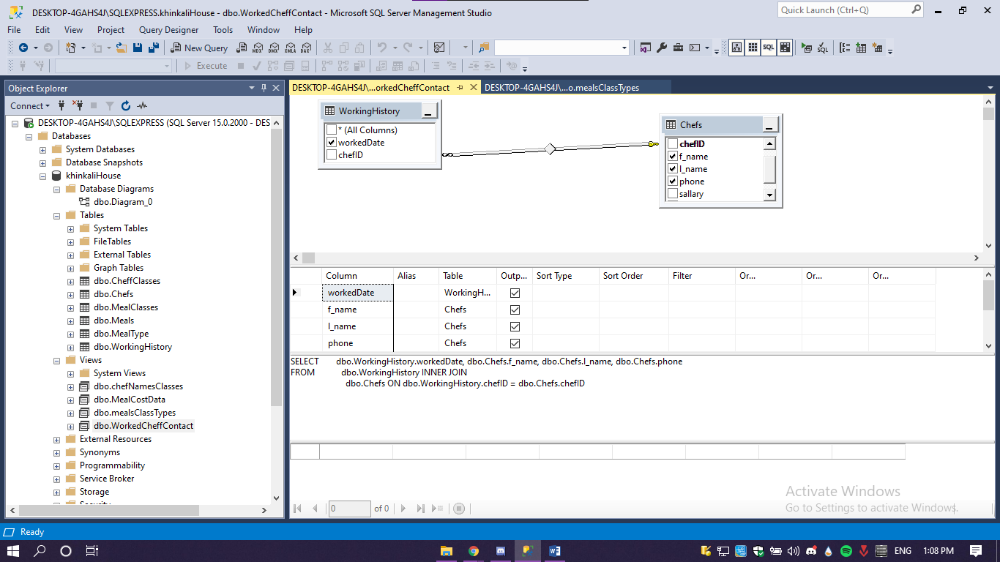 DESKTOP-4GAHS4J\SQLEXPRESS.khinkaliHouse - dbo.WorkedCheffContact - Microsoft SQL Server Management Studio
Quick Launch (Ctrl+Q)
File Edit View Project Query Designer Tools Window Help
New Query MDX DMX XMLA DAX SQL SQL
Execute
Object Explorer
DESKTOP-4GAHS4J\...orkedCheffContact DESKTOP-4GAHS4J\...o.mealsClassTypes
Connect
DESKTOP-4GAHS4J\SQLEXPRESS (SQL Server 15.0.2000 - DES
Databases
System Databases
Database Snapshots
khinkaliHouse
Database Diagrams
dbo.Diagram_0
Tables
System Tables
FileTables
External Tables
Graph Tables
dbo.CheffClasses
dbo.Chefs
dbo.MealClasses
dbo.Meals
dbo.MealType
dbo.WorkingHistory
Views
System Views
dbo.chefNamesClasses
dbo.MealCostData
dbo.mealsClassTypes
dbo.WorkedCheffContact
External Resources
Synonyms
Programmability
Service Broker
Storage
Security
WorkingHistory
* (All Columns)
workedDate
chefID
Chefs
chefID
f_name
l_name
phone
sallary
Column Alias Table Outp... Sort Type Sort Order Filter Or... Or... Or...
workedDate WorkingH...
f_name Chefs
l_name Chefs
phone Chefs
SELECT dbo.WorkingHistory.workedDate, dbo.Chefs.f_name, dbo.Chefs.l_name, dbo.Chefs.phone
FROM dbo.WorkingHistory INNER JOIN
dbo.Chefs ON dbo.WorkingHistory.chefID = dbo.Chefs.chefID
Activate Windows
Go to Settings to activate Windows.
0 of 0
Ready
ENG 1:08 PM